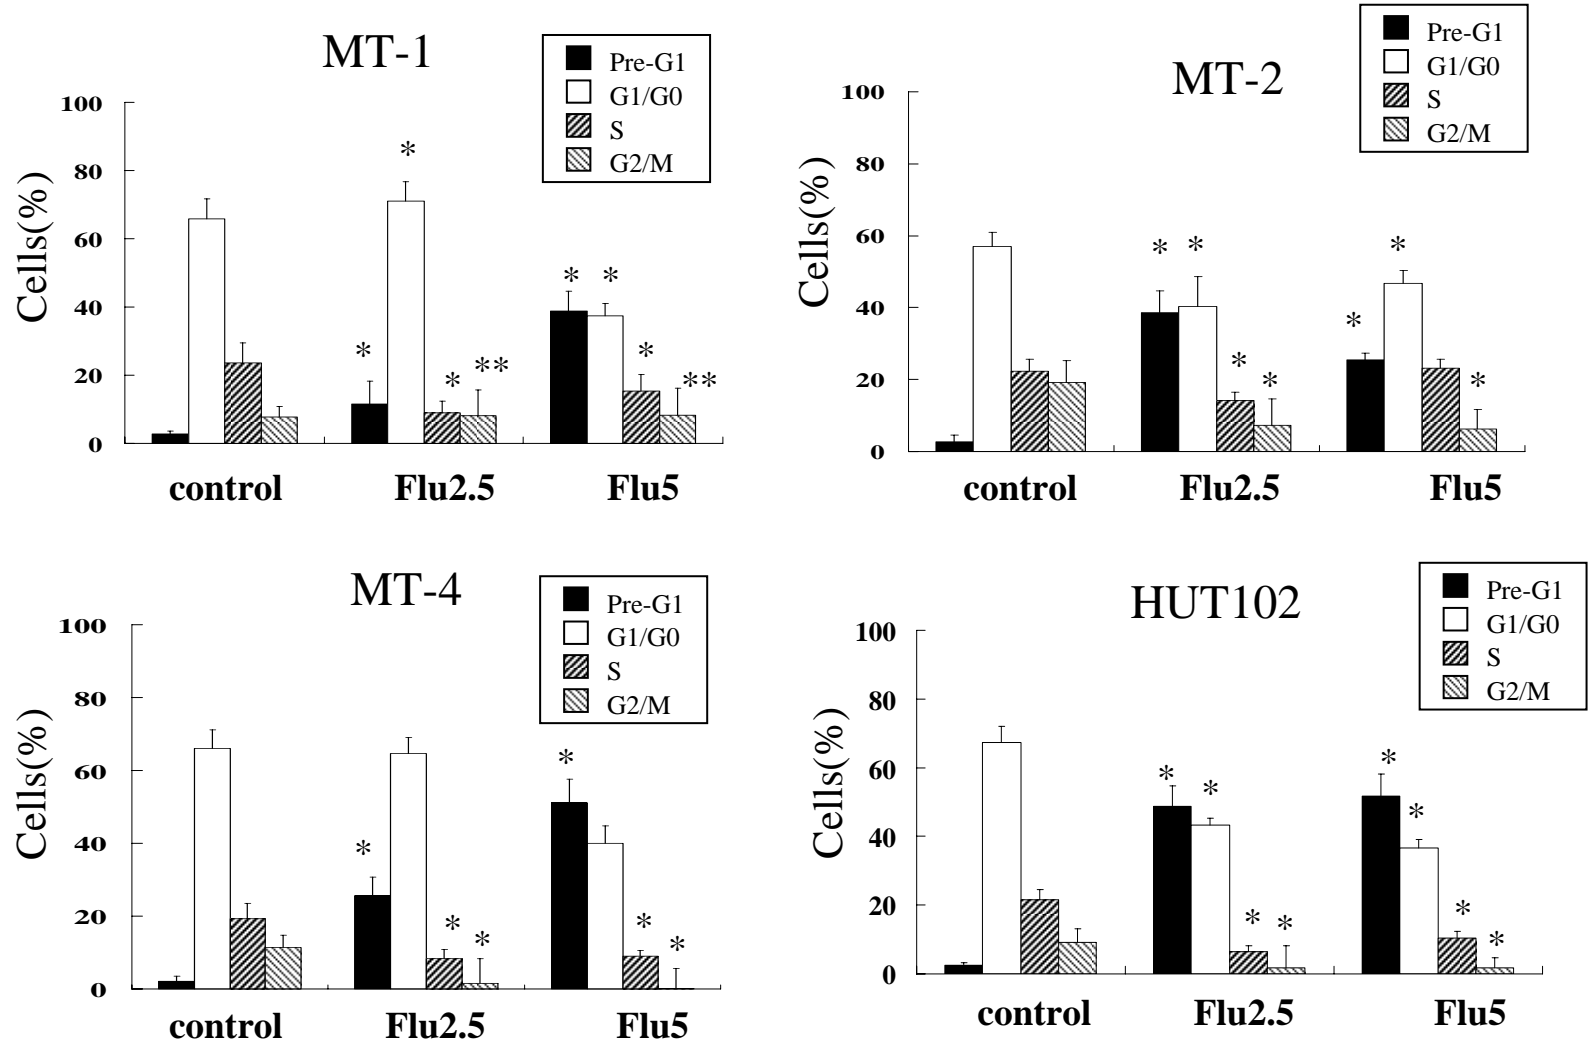 MT-1
Pre-G1
G1/G0
S
G2/M
Cells(%)
100
80
60
40
20
0
*
*
*
**
*
*
*
**
control
Flu2.5
Flu5
MT-2
Pre-G1
G1/G0
S
G2/M
Cells(%)
100
80
60
40
20
0
*
*
*
*
*
*
*
control
Flu2.5
Flu5
MT-4
Pre-G1
G1/G0
S
G2/M
Cells(%)
100
80
60
40
20
0
*
*
*
*
*
*
control
Flu2.5
Flu5
HUT102
Pre-G1
G1/G0
S
G2/M
Cells(%)
100
80
60
40
20
0
*
*
*
*
*
*
*
*
control
Flu2.5
Flu5